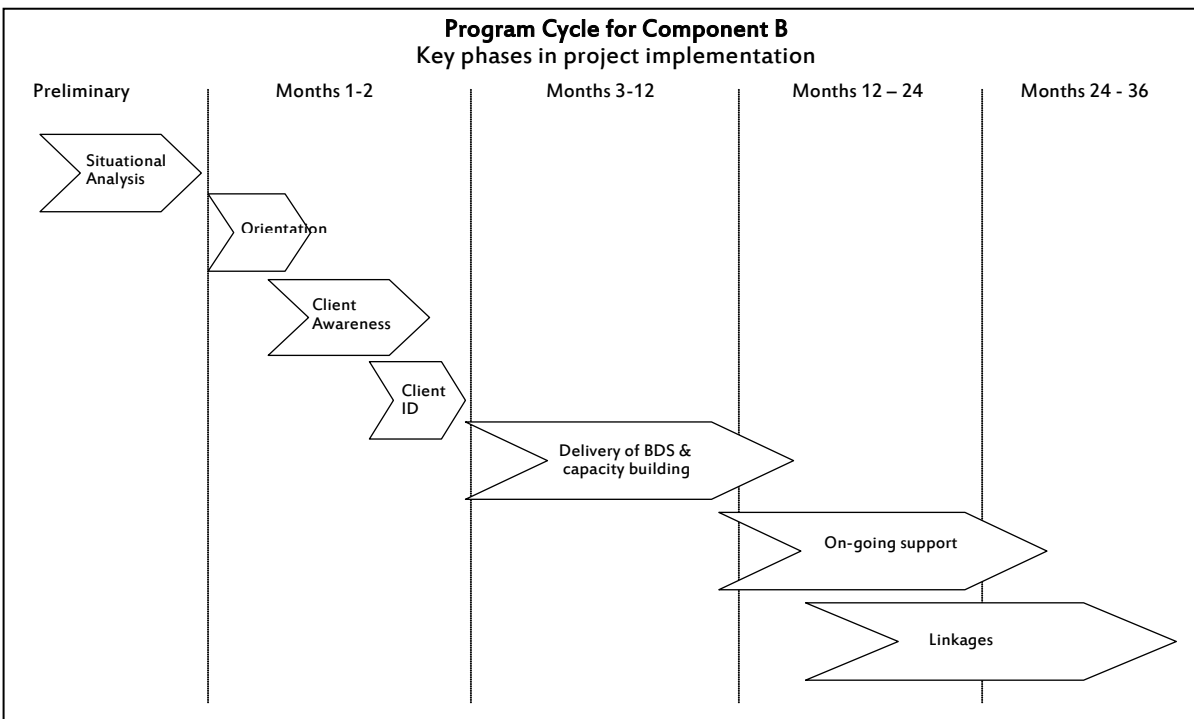 Program Cycle for Component B
Key phases in project implementation
Preliminary
Months 1-2
Months 3-12
Months 12 – 24
Months 24 - 36
Situational
Analysis
Orientation
Client
Awareness
Client
ID
Delivery of BDS &
capacity building
On-going support
Linkages